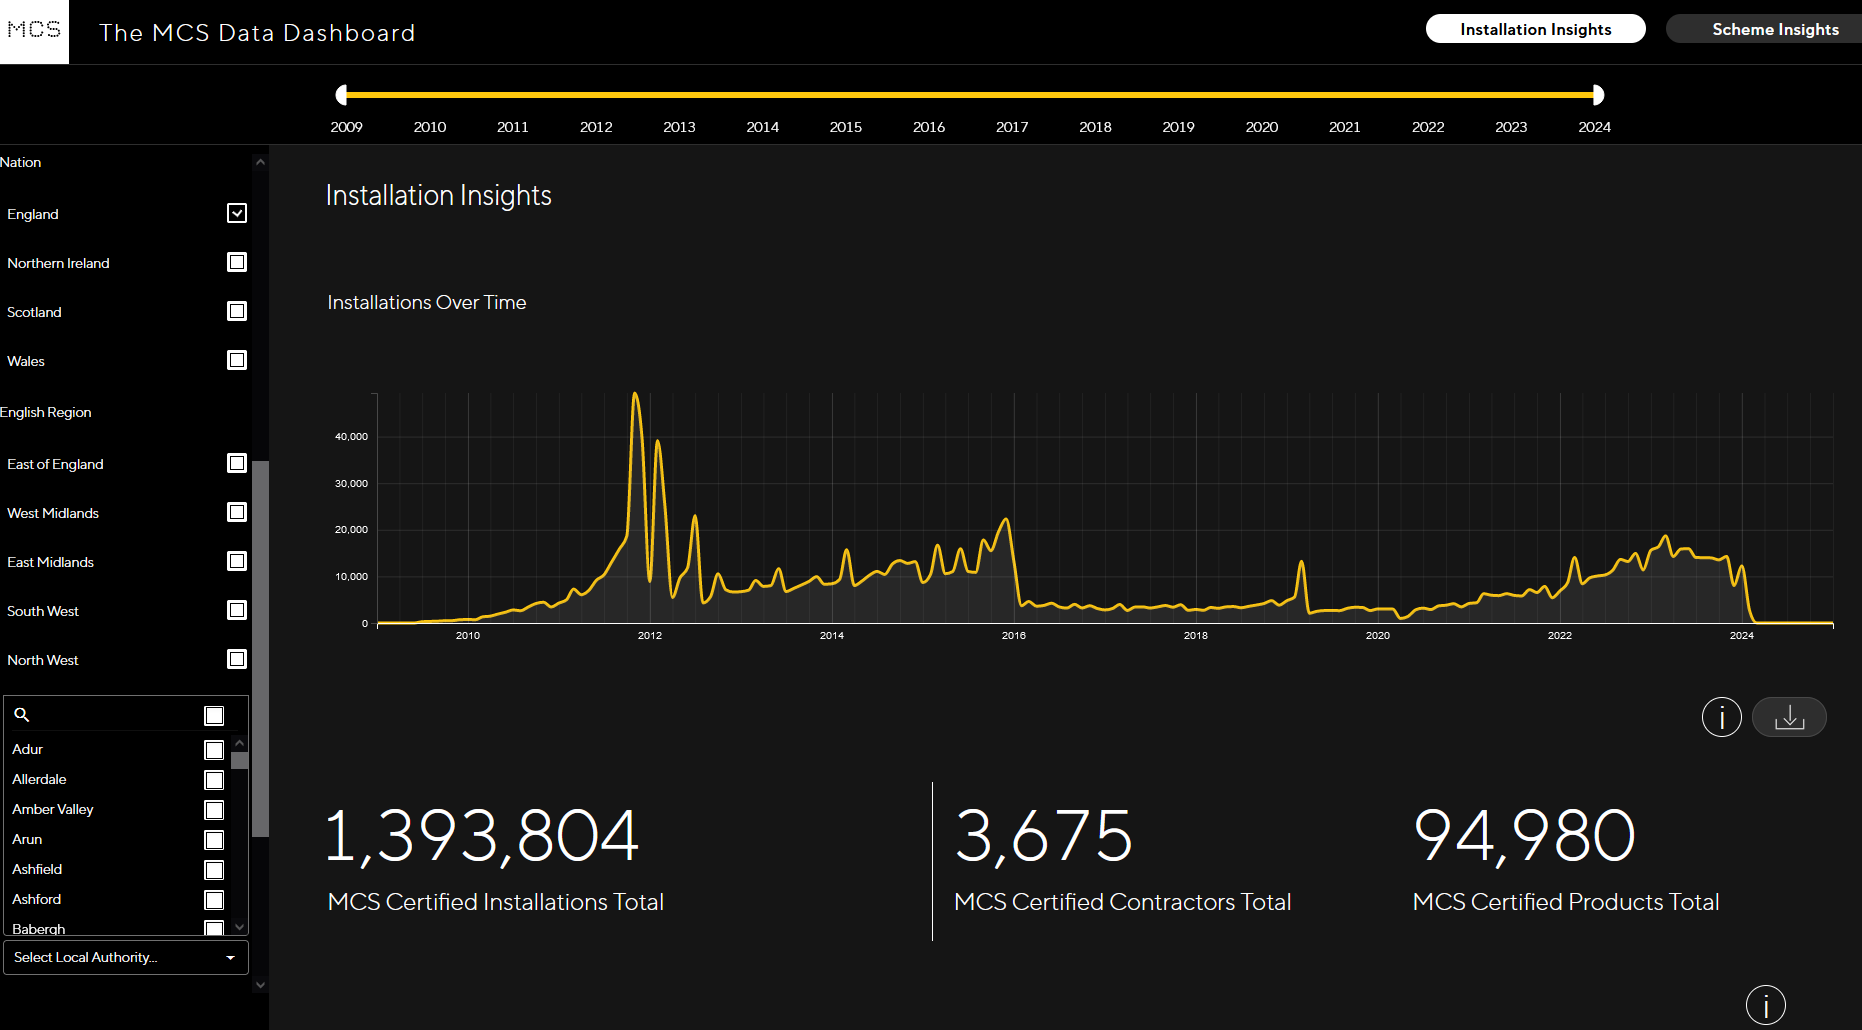 MCS
The MCS Data Dashboard
Installation Insights
Scheme Insights
2009 2010 2011 2012 2013 2014 2015 2016 2017 2018 2019 2020 2021 2022 2023 2024
Nation
England
Northern Ireland
Scotland
Wales
English Region
East of England
West Midlands
East Midlands
South West
North West
Adur
Allerdale
Amber Valley
Arun
Ashfield
Ashford
Babergh
Select Local Authority...
Installation Insights
Installations Over Time
40,000
30,000
20,000
10,000
0
2010 2012 2014 2016 2018 2020 2022 2024
i
1,393,804
MCS Certified Installations Total
3,675
MCS Certified Contractors Total
94,980
MCS Certified Products Total
i